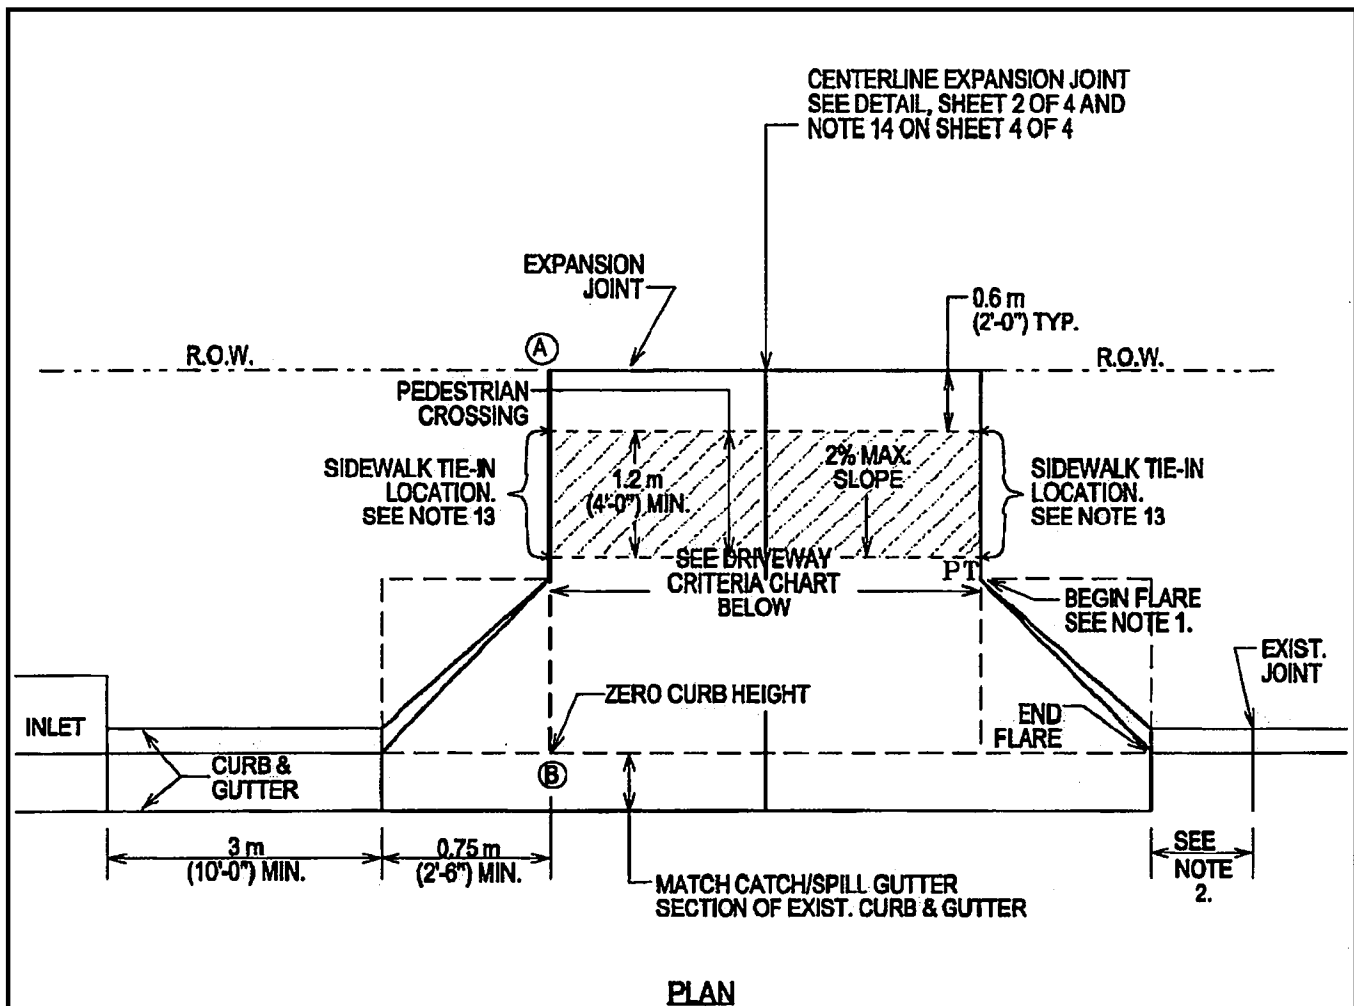 CENTERLINE EXPANSION JOINT
SEE DETAIL, SHEET 2 OF 4 AND
NOTE 14 ON SHEET 4 OF 4
EXPANSION
JOINT
0.6 m
(2'-0") TYP.
R.O.W.
A
R.O.W.
PEDESTRIAN
CROSSING
SIDEWALK TIE-IN
LOCATION.
SEE NOTE 13
1.2 m
(4'-0") MIN.
2% MAX.
SLOPE
SIDEWALK TIE-IN
LOCATION.
SEE NOTE 13
SEE DRIVEWAY
CRITERIA CHART
BELOW
PT
BEGIN FLARE
SEE NOTE 1.
EXIST.
JOINT
INLET
ZERO CURB HEIGHT
END
FLARE
CURB &
GUTTER
B
3 m
(10'-0") MIN.
0.75 m
(2'-6") MIN.
MATCH CATCH/SPILL GUTTER
SECTION OF EXIST. CURB & GUTTER
SEE
NOTE
2.
PLAN